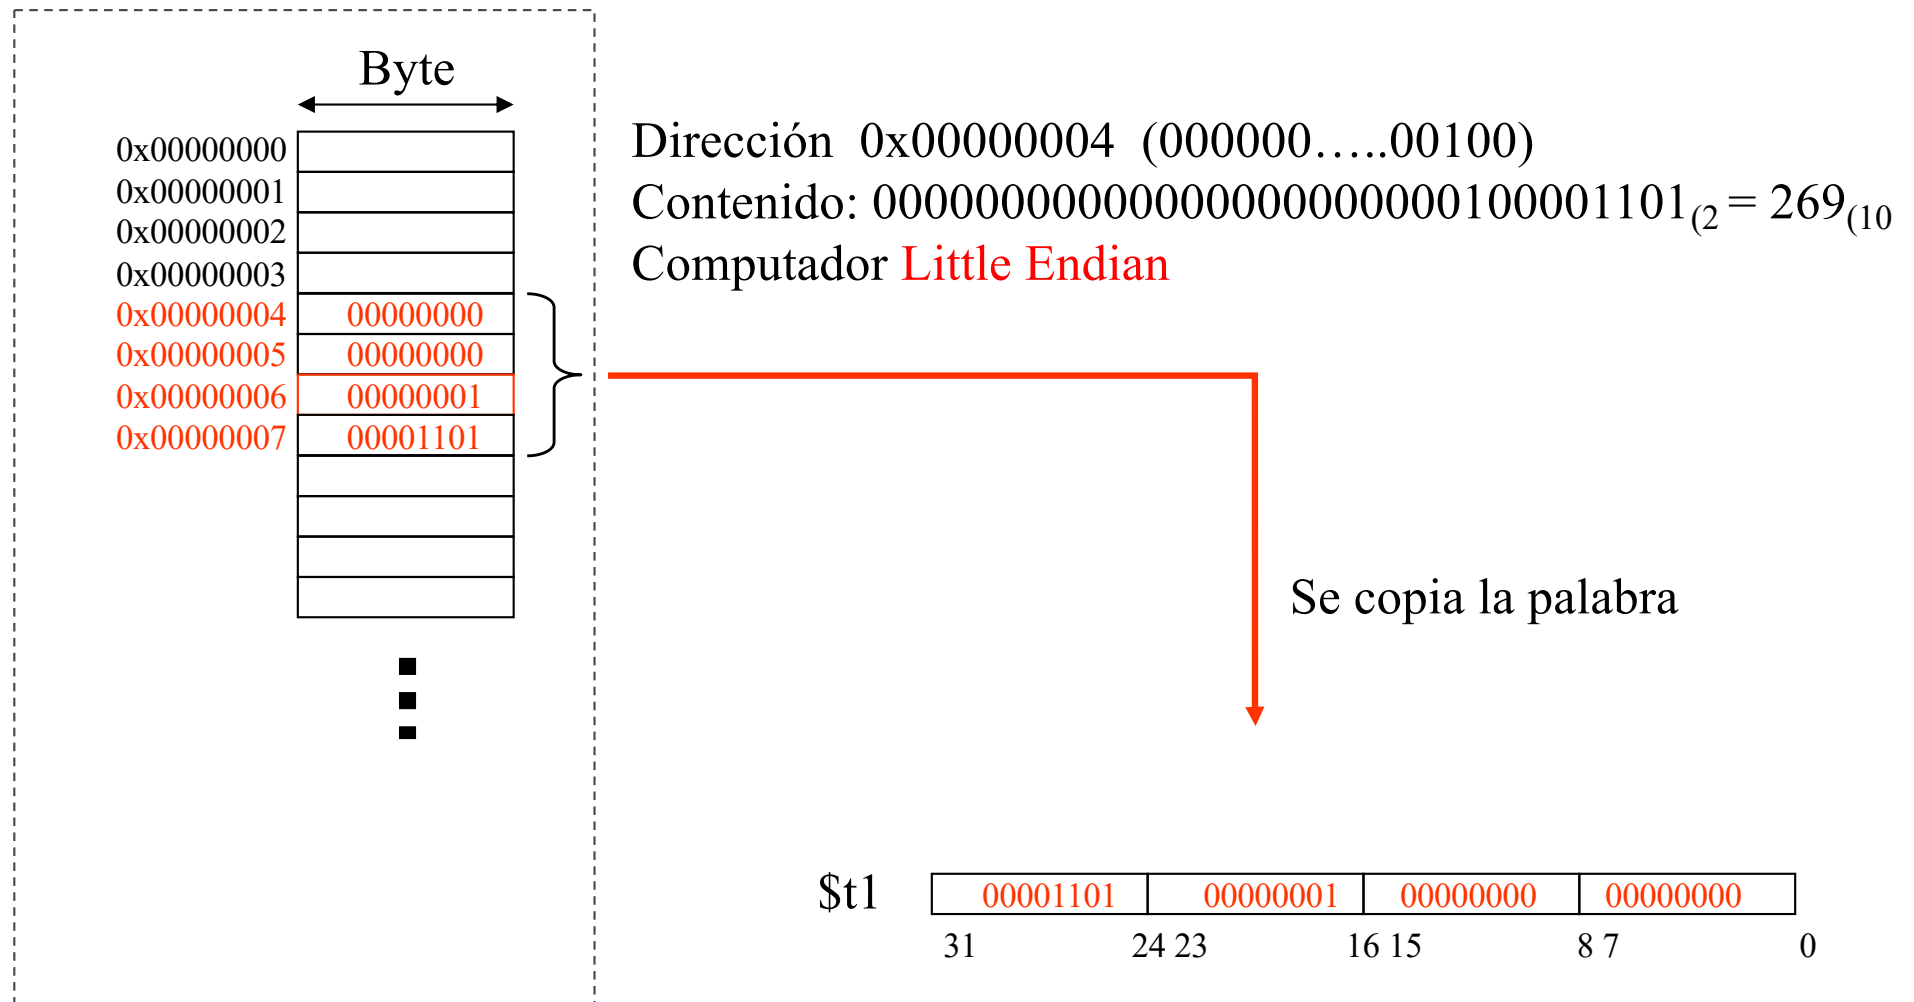 Byte
0x00000000
0x00000001
0x00000002
0x00000003
0x00000004 00000000
0x00000005 00000000
0x00000006 00000001
0x00000007 00001101
Dirección 0x00000004 (000000…..00100)
Contenido: 00000000000000000000000100001101(2 = 269(10
Computador Little Endian
Se copia la palabra
$t1 00001101 00000001 00000000 00000000
31 24 23 16 15 8 7 0